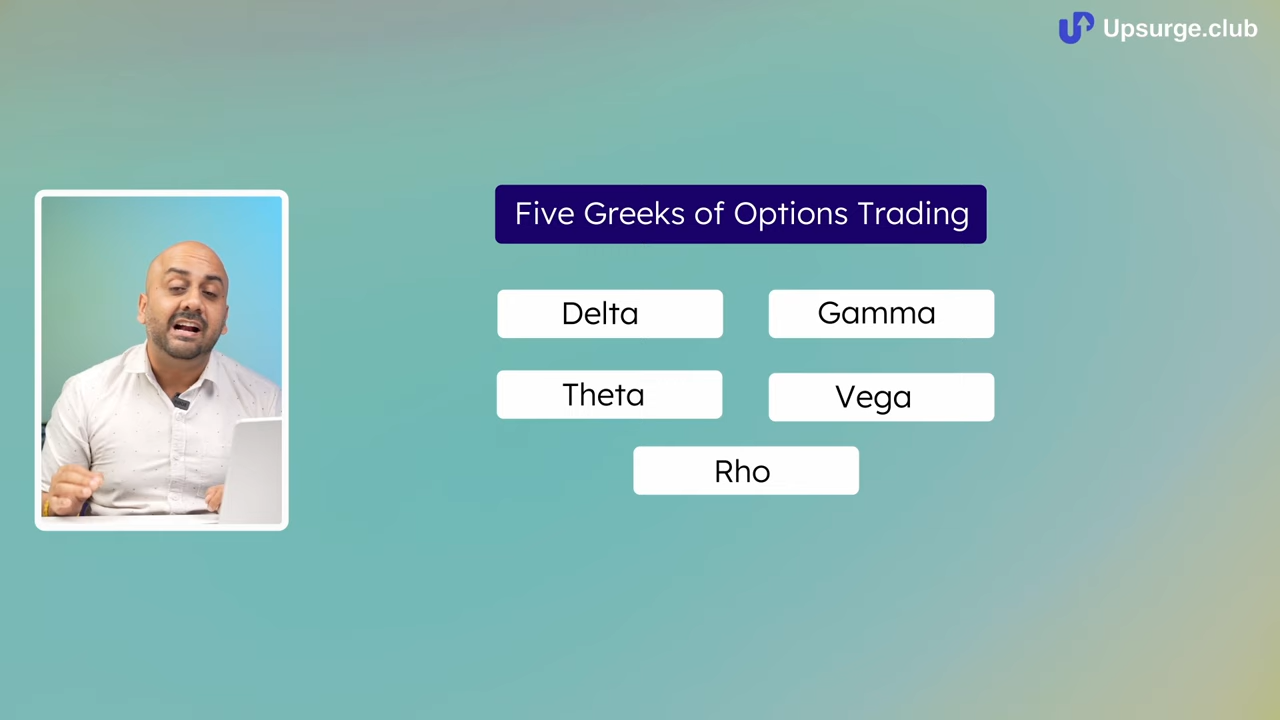 Upsurge.club
Five Greeks of Options Trading
Delta
Gamma
Theta
Vega
Rho